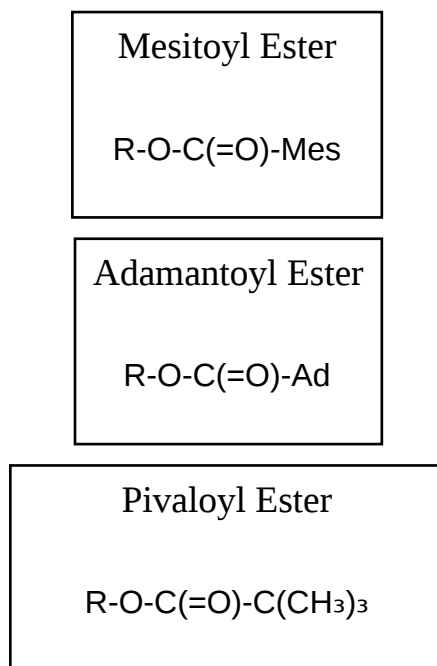 Mesitoyl Ester
R-O-C(=O)-Mes
Adamantoyl Ester
R-O-C(=O)-Ad
Pivaloyl Ester
R-O-C(=O)-C(CH₃)₃